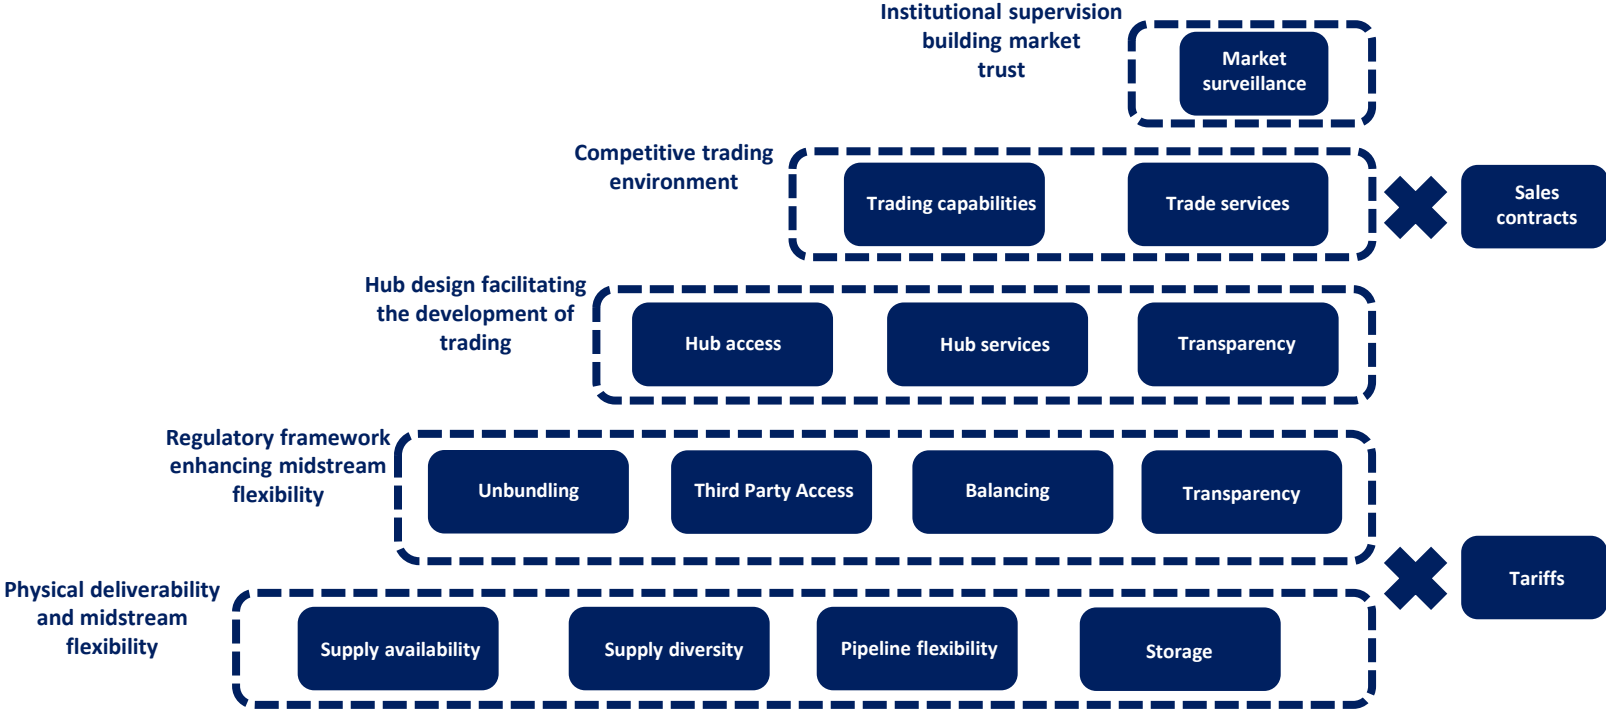 Institutional supervision
building market
trust
Market
surveillance
Competitive trading
environment
Trading capabilities
Trade services
Sales
contracts
Hub design facilitating
the development of
trading
Hub access
Hub services
Transparency
Regulatory framework
enhancing midstream
flexibility
Unbundling
Third Party Access
Balancing
Transparency
Tariffs
Physical deliverability
and midstream
flexibility
Supply availability
Supply diversity
Pipeline flexibility
Storage